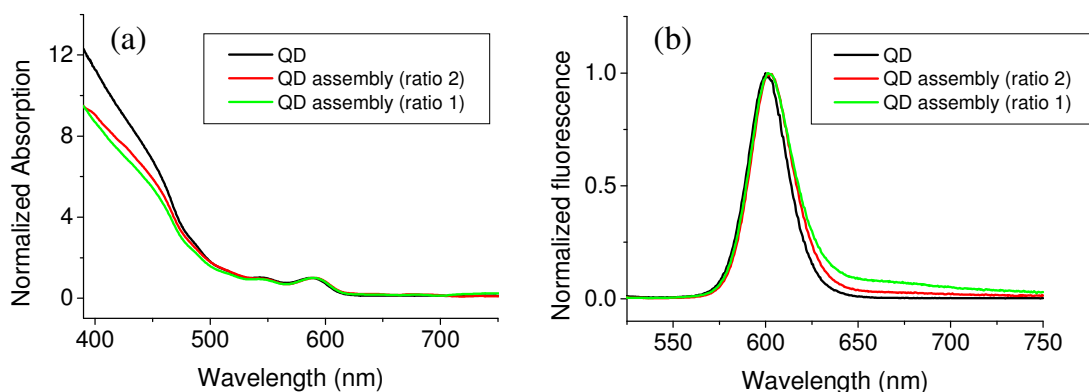 (a)
QD
QD assembly (ratio 2)
QD assembly (ratio 1)
12
8
4
0
Normalized Absorption
400
500
600
700
Wavelength (nm)
(b)
QD
QD assembly (ratio 2)
QD assembly (ratio 1)
1.0
0.5
0.0
Normalized fluorescence
550
600
650
700
750
Wavelength (nm)